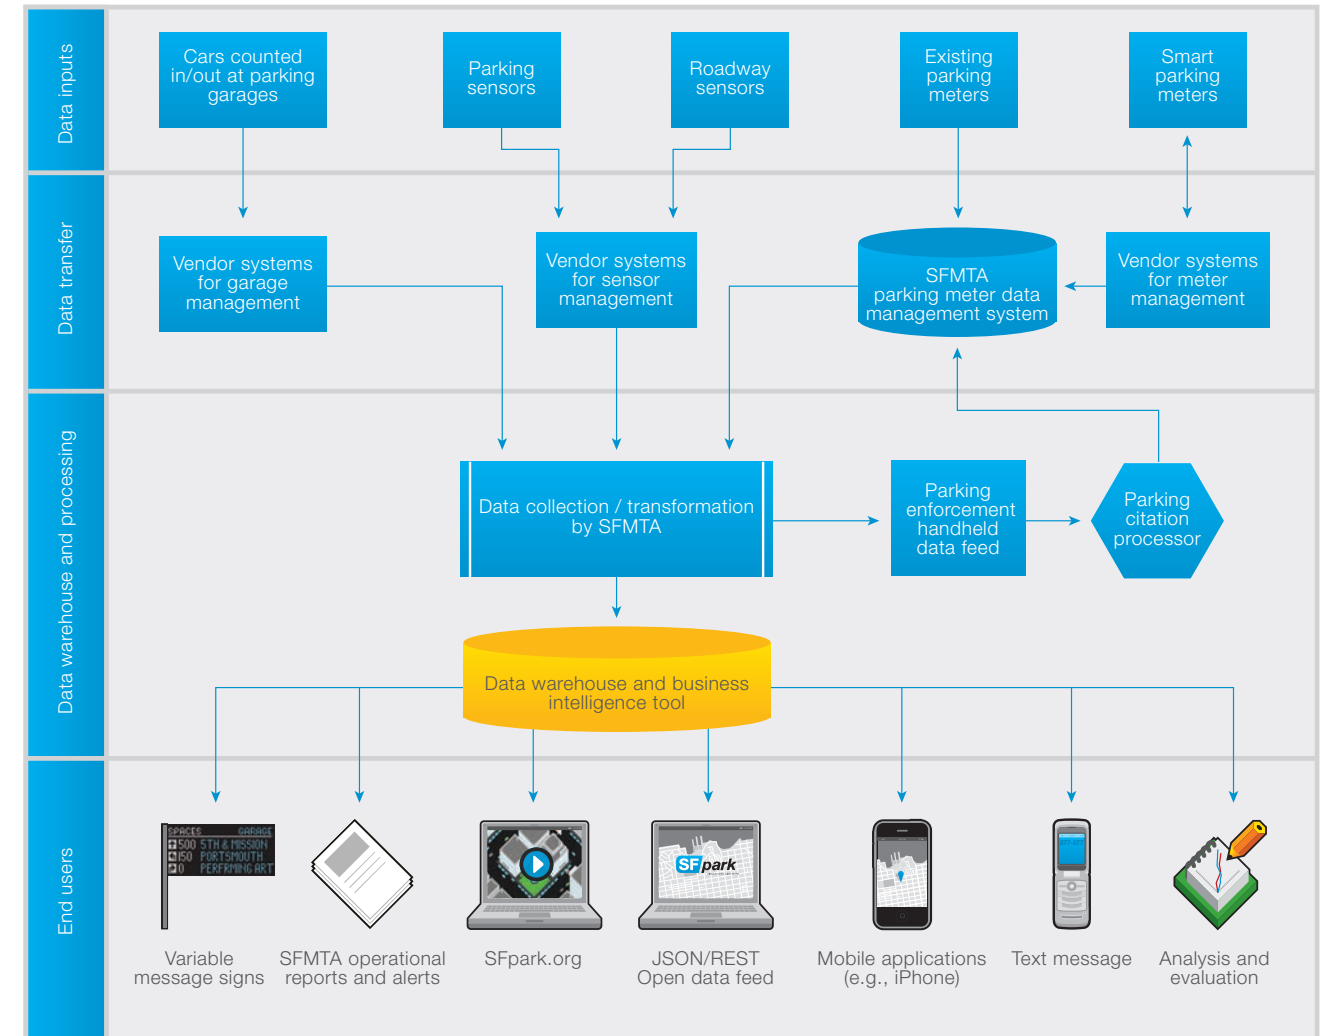 Data inputs
Cars counted
in/out at parking
garages
Parking
sensors
Roadway
sensors
Existing
parking
meters
Smart
parking
meters
Data transfer
Vendor systems
for garage
management
Vendor systems
for sensor
management
SFMTA
parking meter data
management system
Vendor systems
for meter
management
Data warehouse and processing
Data collection / transformation
by SFMTA
Parking
enforcement
handheld
data feed
Parking
citation
processor
Data warehouse and business
intelligence tool
End users
SPACES GARAGE
500 5TH & MISSION
150 PORTSMOUTH
0 PERFRMING ART
SFpark
Variable
message signs
SFMTA operational
reports and alerts
SFpark.org
JSON/REST
Open data feed
Mobile applications
(e.g., iPhone)
Text message
Analysis and
evaluation